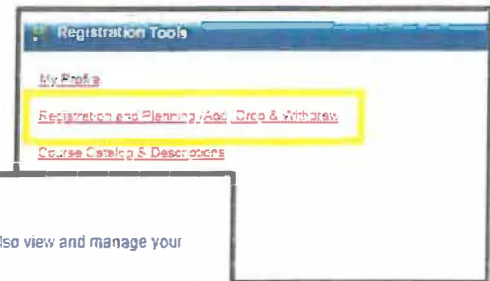 Registration Tools
My Profile
Registration and Planning (Add, Drop & Withdraw
Course Catalog & Descriptions
lso view and manage your